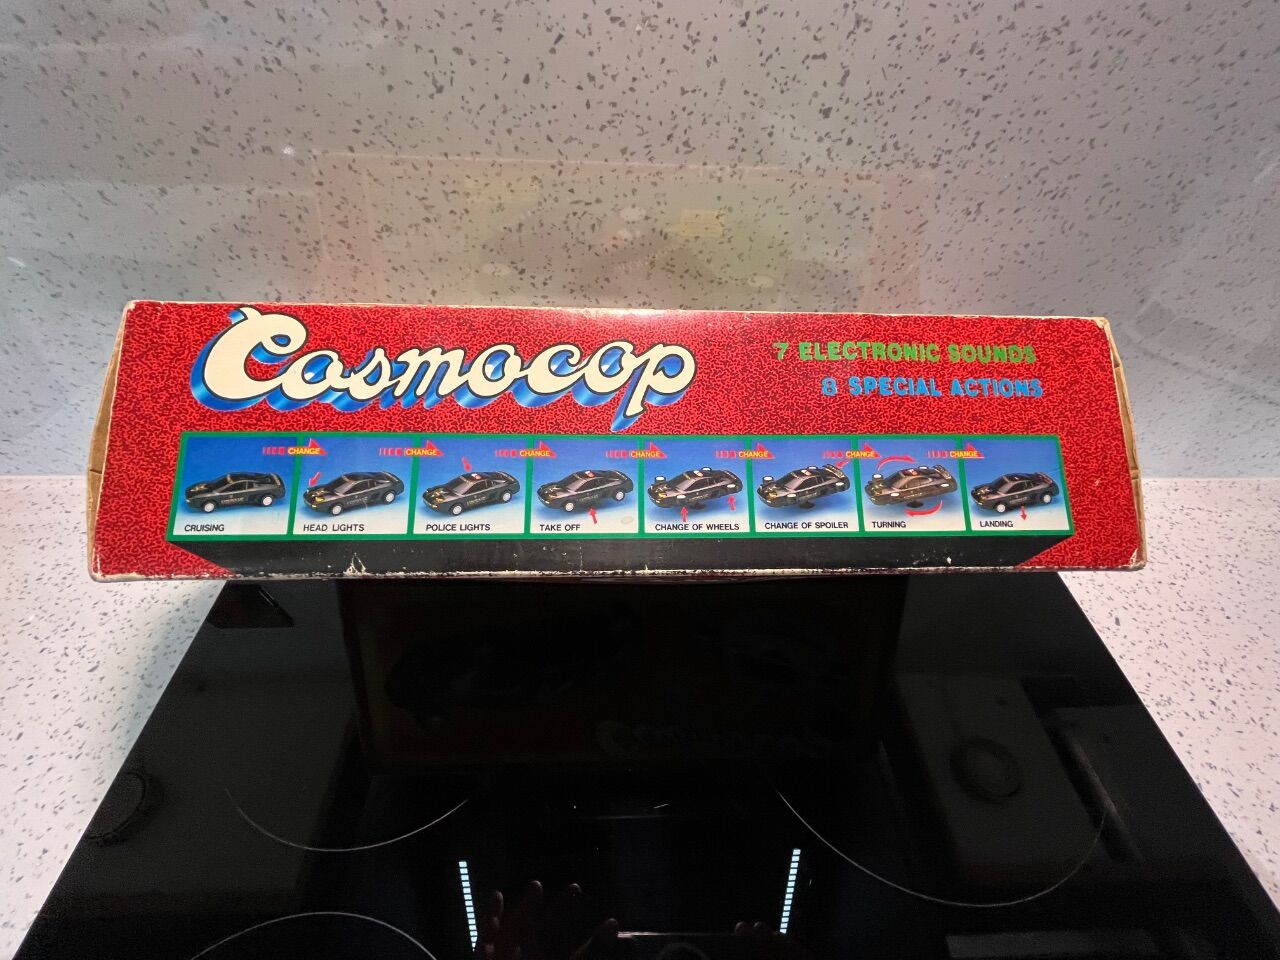 Cosmocop
7 ELECTRONIC SOUNDS
8 SPECIAL ACTIONS
CHANGE
CHANGE
CHANGE
CHANGE
CHANGE
CHANGE
CHANGE
CRUISING
HEAD LIGHTS
POLICE LIGHTS
TAKE OFF
CHANGE OF WHEELS
CHANGE OF SPOILER
TURNING
LANDING